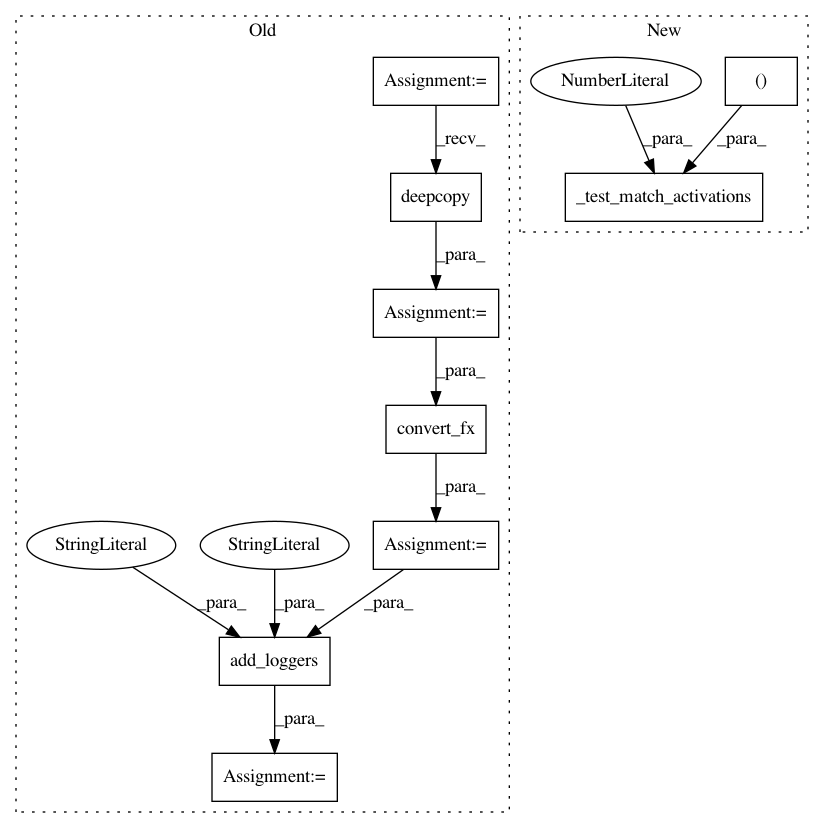 Old
New
Assignment:=
NumberLiteral
()
_recv_
_para_
_para_
deepcopy
_test_match_activations
_para_
Assignment:=
_para_
convert_fx
_para_
StringLiteral
StringLiteral
Assignment:=
_para_
_para_
_para_
add_loggers
_para_
Assignment:=